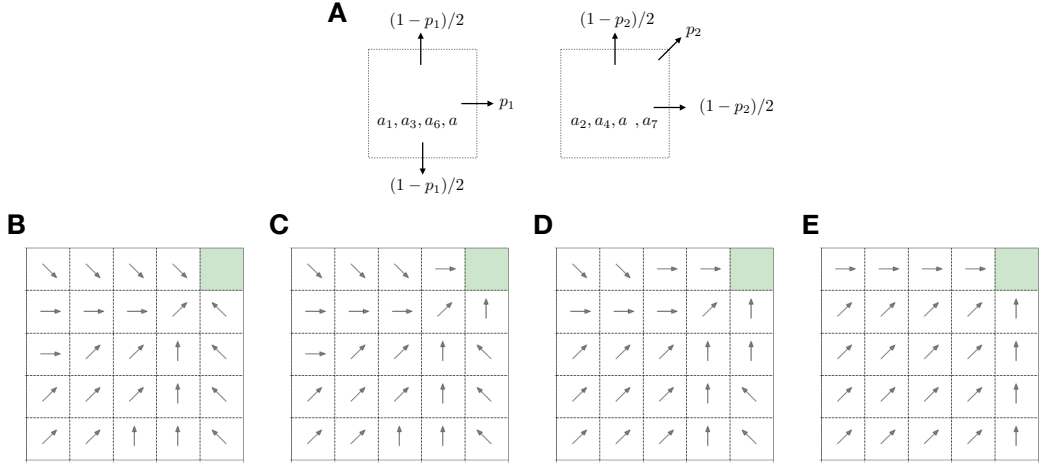 A
(1 − p₁)/2
(1 − p₂)/2
p₂
p₁
(1 − p₂)/2
a₁, a₃, a₆, a
a₂, a₄, a , a₇
(1 − p₁)/2
B
C
D
E